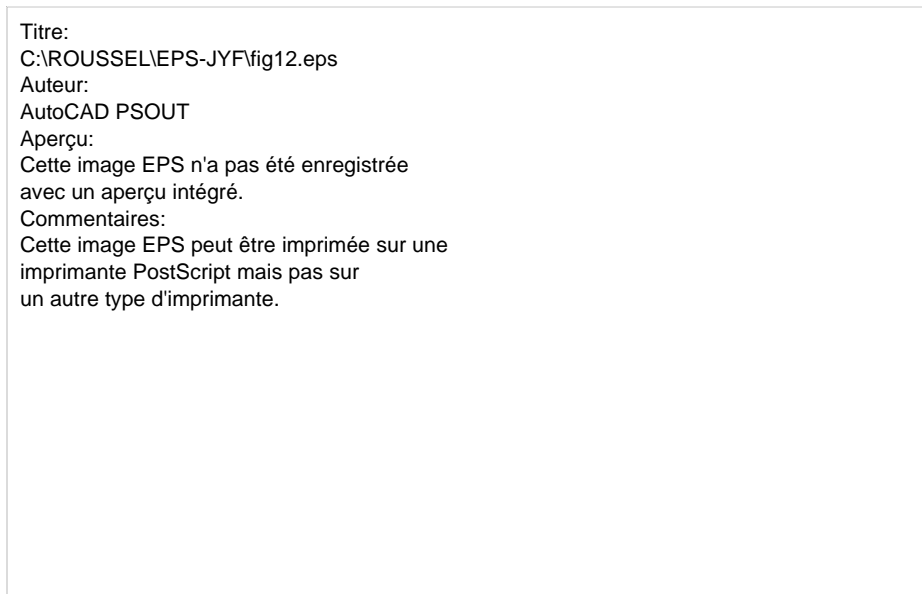 Titre:
C:\ROUSSEL\EPS-JYF\fig12.eps
Auteur:
AutoCAD PSOUT
Aperçu:
Cette image EPS n'a pas été enregistrée
avec un aperçu intégré.
Commentaires:
Cette image EPS peut être imprimée sur une
imprimante PostScript mais pas sur
un autre type d'imprimante.